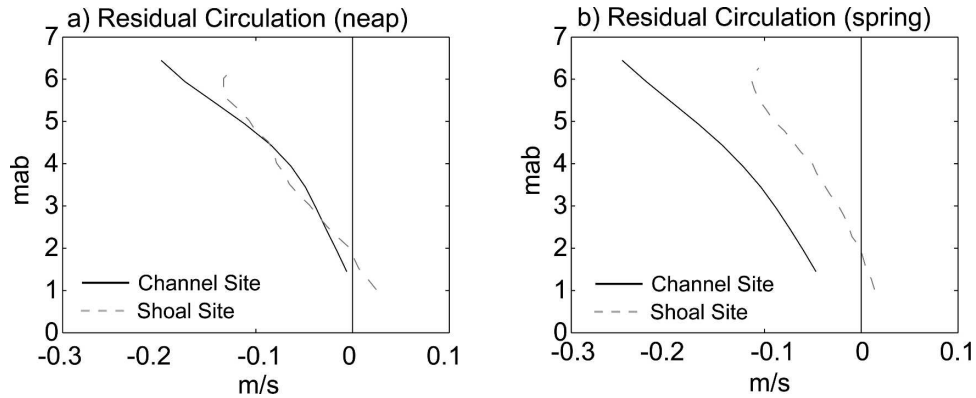 a) Residual Circulation (neap)
7
6
5
4
3
2
1
0
mab
Channel Site
Shoal Site
-0.3
-0.2
-0.1
0
0.1
m/s
b) Residual Circulation (spring)
7
6
5
4
3
2
1
0
mab
Channel Site
Shoal Site
-0.3
-0.2
-0.1
0
0.1
m/s